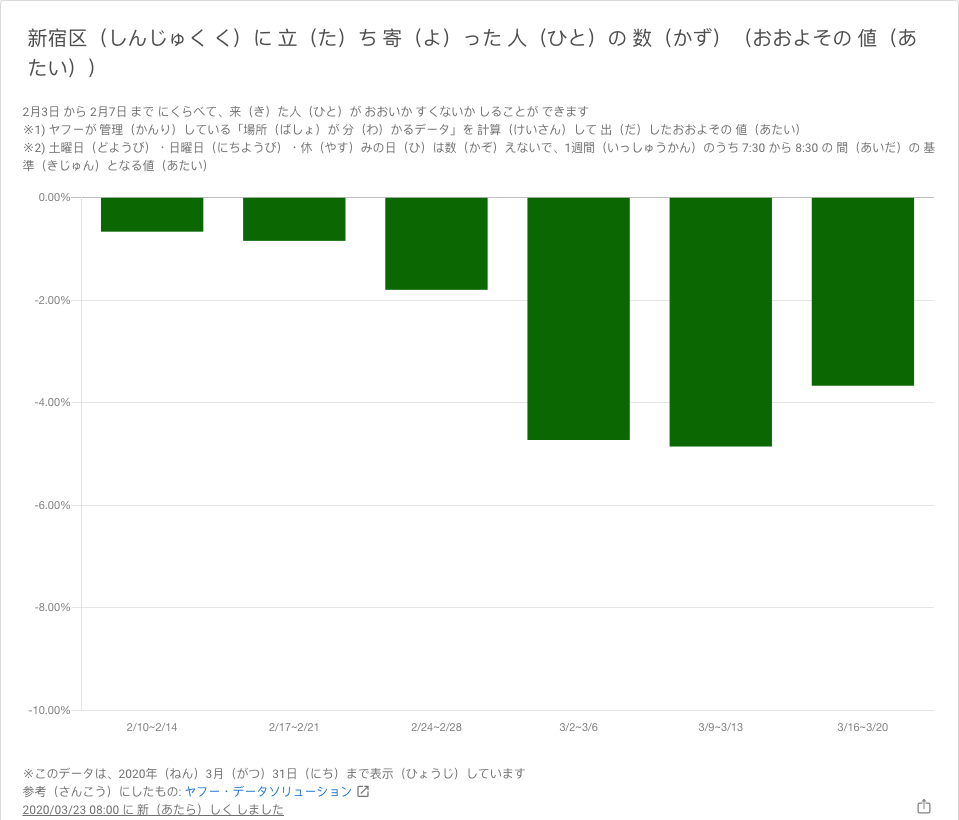 新宿区（しんじゅく く）に 立（た）ち 寄（よ）った 人（ひと）の 数（かず）（おおよその 値（あ
たい））
2月3日 から 2月7日 まで にくらべて、来（き）た人（ひと）が おおいか すくないか しることが できます
※1) ヤフーが 管理（かんり）している「場所（ばしょ）が 分（わ）かるデータ」を 計算（けいさん）して 出（だ）したおおよその 値（あたい）
※2) 土曜日（どようび）・日曜日（にちようび）・休（やす）みの日（ひ）は数（かぞ）えないで、1週間（いっしゅうかん）のうち 7:30 から 8:30 の 間（あいだ）の 基
準（きじゅん）となる値（あたい）
0.00%
-2.00%
-4.00%
-6.00%
-8.00%
-10.00%
2/10~2/14 2/17~2/21 2/24~2/28 3/2~3/6 3/9~3/13 3/16~3/20
※このデータは、2020年（ねん）3月（がつ）31日（にち）まで表示（ひょうじ）しています
参考（さんこう）にしたもの: ヤフー・データソリューション
2020/03/23 08:00 に 新（あたら）しく しました